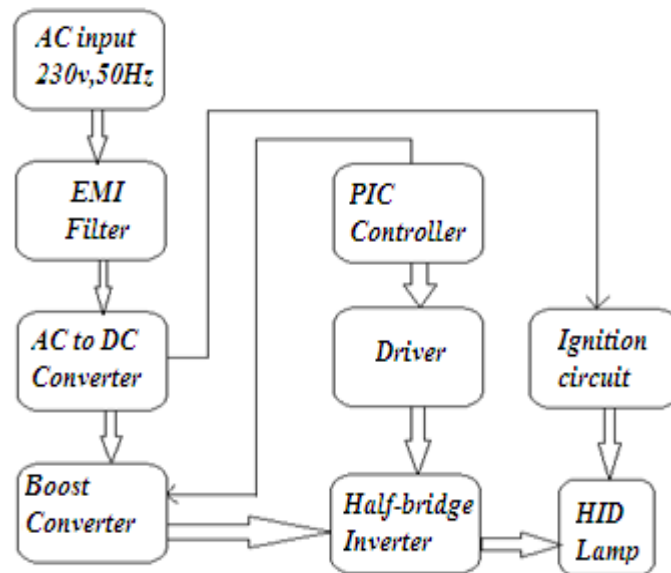 AC input
230v,50Hz
EMI
Filter
PIC
Controller
AC to DC
Converter
Driver
Ignition
circuit
Boost
Converter
Half-bridge
Inverter
HID
Lamp